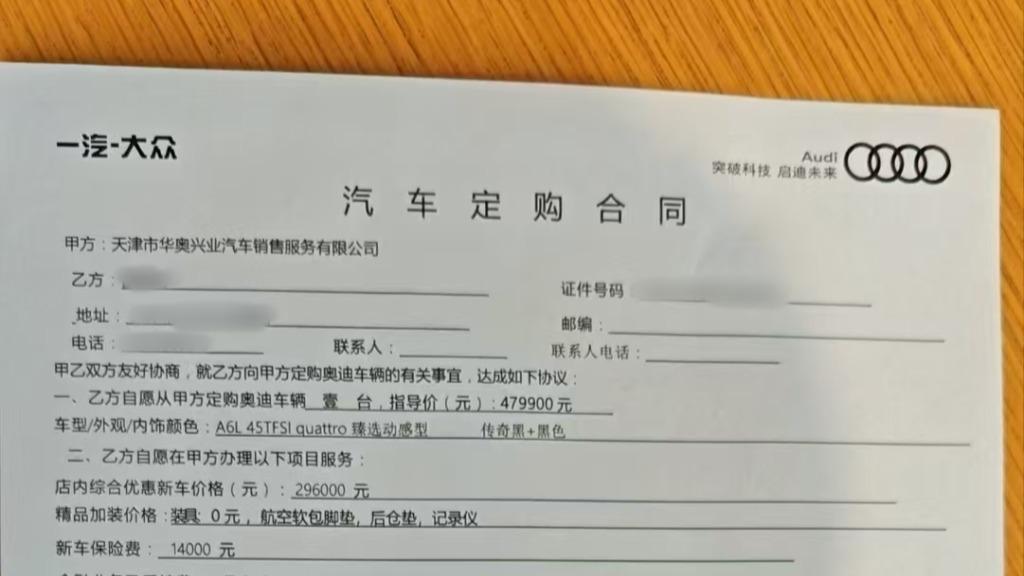 一汽-大众
Audi
突破科技 启迪未来
汽车定购合同
甲方：天津市华奥兴业汽车销售服务有限公司
乙方：
证件号码
地址：
邮编：
电话：
联系人：
联系人电话：
甲乙双方友好协商，就乙方向甲方定购奥迪车辆的有关事宜，达成如下协议：
一、乙方自愿从甲方定购奥迪车辆 壹 台，指导价（元）：479900 元
车型/外观/内饰颜色：A6L 45TFSI quattro 臻选动感型 传奇黑+黑色
二、乙方自愿在甲方办理以下项目服务：
店内综合优惠新车价格（元）：296000 元
精品加装价格：装具: 0 元，航空软包脚垫，后仓垫，记录仪
新车保险费：14000 元